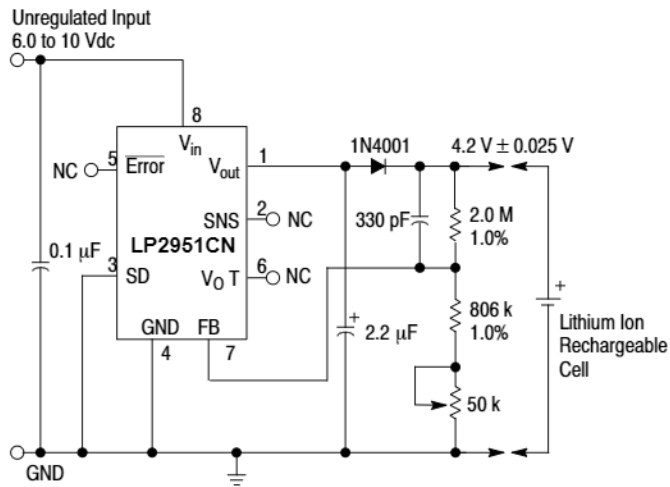 Unregulated Input
6.0 to 10 Vdc
8
Vin
1N4001
4.2 V ± 0.025 V
NC
5
Error
Vout
1
330 pF
2.0 M
1.0%
SNS
2
NC
LP2951CN
0.1 µF
3
SD
VO T
6
NC
806 k
1.0%
+
Lithium Ion
Rechargeable
Cell
GND
FB
4
7
+
2.2 µF
50 k
GND